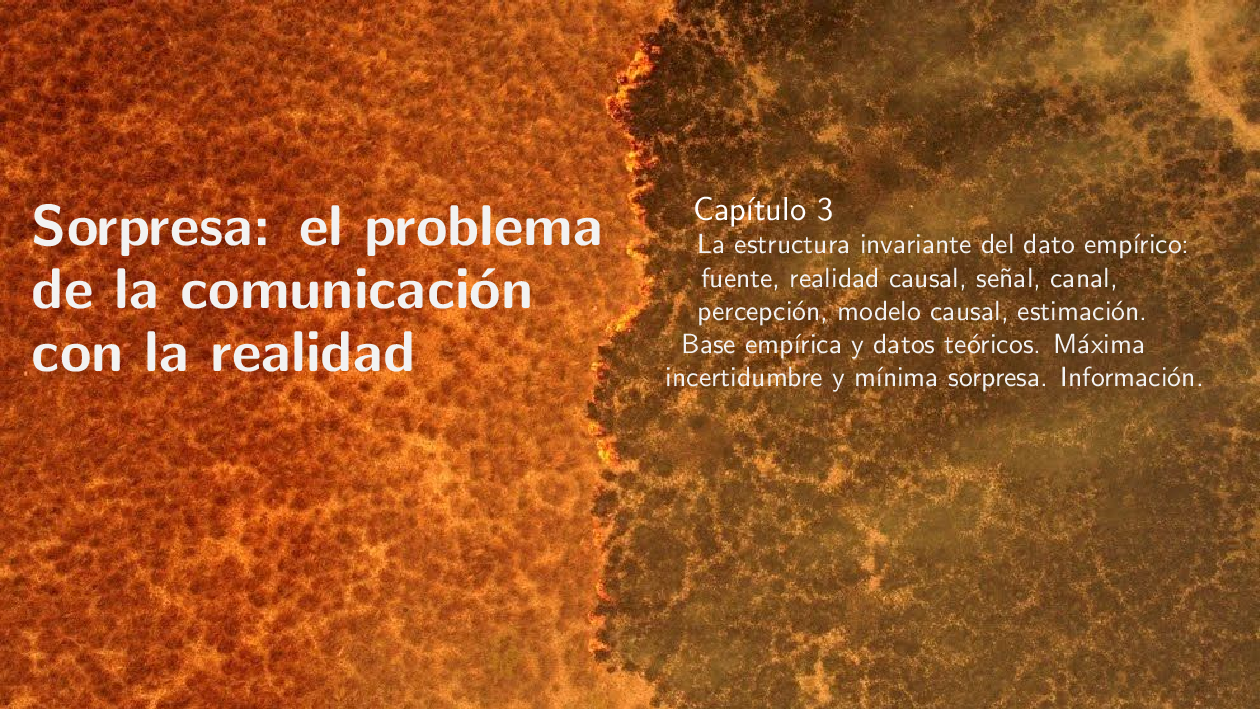 Sorpresa: el problema
de la comunicación
con la realidad
Capítulo 3
La estructura invariante del dato empírico:
fuente, realidad causal, señal, canal,
percepción, modelo causal, estimación.
Base empírica y datos teóricos. Máxima
incertidumbre y mínima sorpresa. Información.